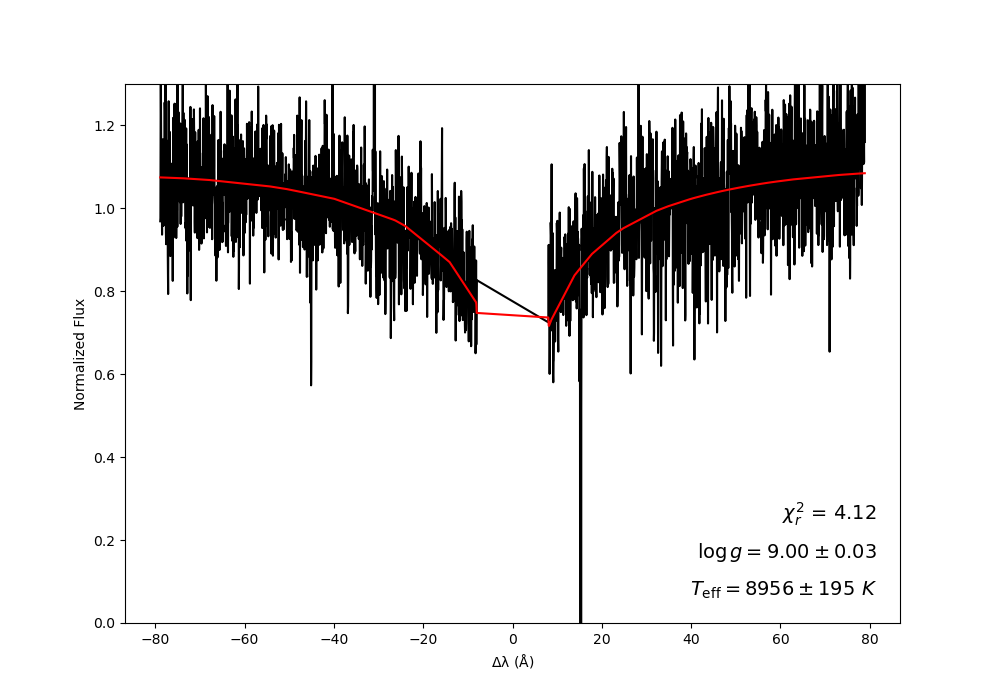 1.2
1.0
0.8
0.6
0.4
0.2
0.0
Normalized Flux
χ²ᵣ = 4.12
log g = 9.00 ± 0.03
T_eff = 8956 ± 195 K
−80 −60 −40 −20 0 20 40 60 80
Δλ (Å)